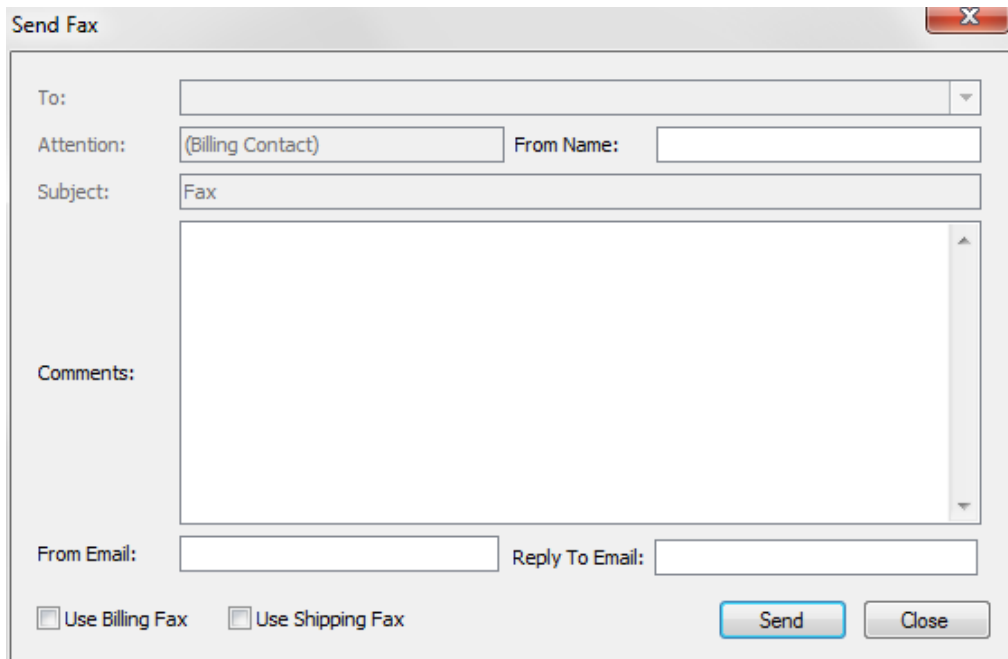 Send Fax
To:
Attention: (Billing Contact) From Name:
Subject: Fax
Comments:
From Email: Reply To Email:
Use Billing Fax Use Shipping Fax Send Close